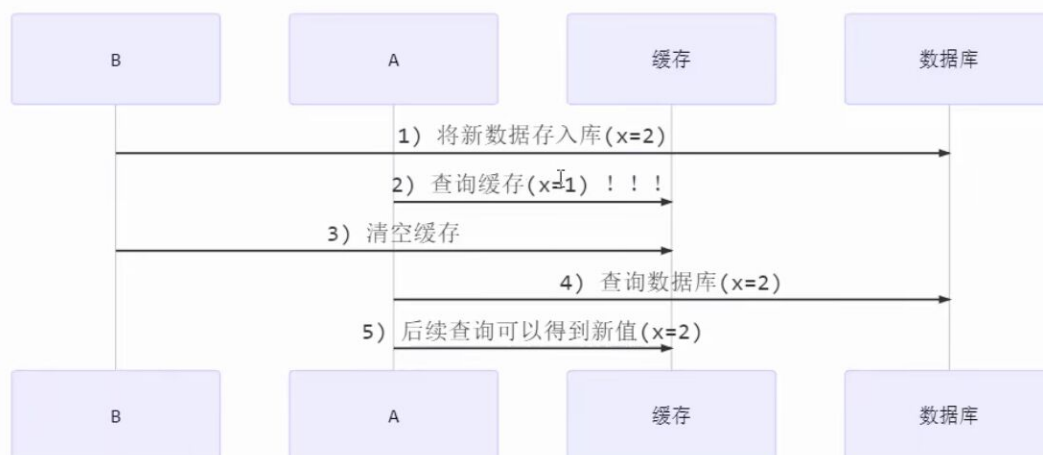 B A 缓存 数据库
1) 将新数据存入库(x=2)
2) 查询缓存(x=1) ！！！
3) 清空缓存
4) 查询数据库(x=2)
5) 后续查询可以得到新值(x=2)
B A 缓存 数据库